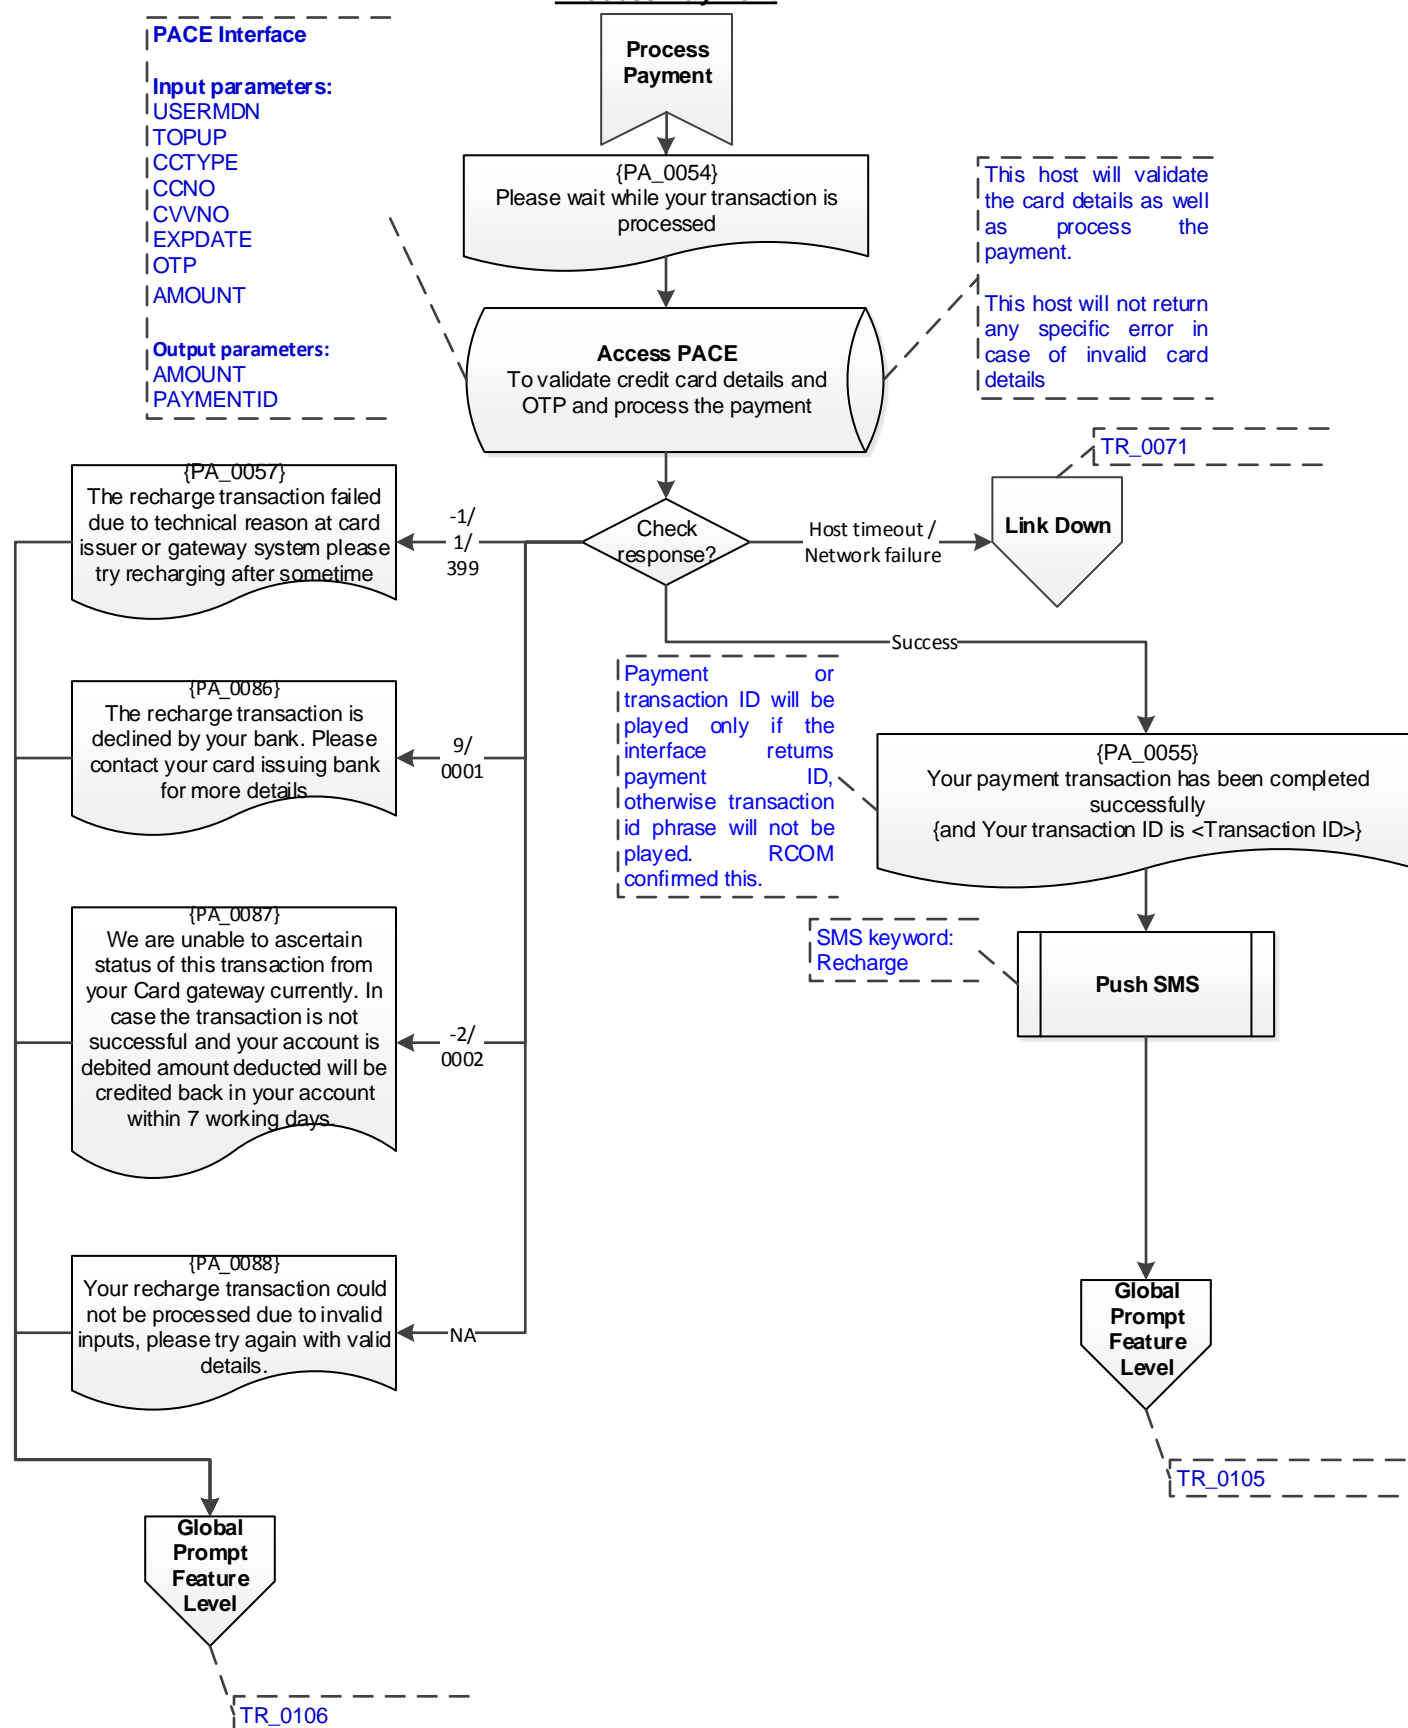 PACE Interface
Input parameters:
USERMDN
TOPUP
CCTYPE
CCNO
CVVNO
EXPDATE
OTP
AMOUNT
Output parameters:
AMOUNT
PAYMENTID
Process
Payment
{PA_0054}
Please wait while your transaction is
processed
This host will validate
the card details as well
as process the
payment.
This host will not return
any specific error in
case of invalid card
details
Access PACE
To validate credit card details and
OTP and process the payment
TR_0071
Link Down
Host timeout /
Network failure
Check
response?
-1/
1/
399
{PA_0057}
The recharge transaction failed
due to technical reason at card
issuer or gateway system please
try recharging after sometime
Success
{PA_0086}
The recharge transaction is
declined by your bank. Please
contact your card issuing bank
for more details
9/
0001
Payment or
transaction ID will be
played only if the
interface returns
payment ID,
otherwise transaction
id phrase will not be
played. RCOM
confirmed this.
{PA_0055}
Your payment transaction has been completed
successfully
{and Your transaction ID is <Transaction ID>}
{PA_0087}
We are unable to ascertain
status of this transaction from
your Card gateway currently. In
case the transaction is not
successful and your account is
debited amount deducted will be
credited back in your account
within 7 working days.
-2/
0002
SMS keyword:
Recharge
Push SMS
{PA_0088}
Your recharge transaction could
not be processed due to invalid
inputs, please try again with valid
details.
NA
Global
Prompt
Feature
Level
TR_0105
Global
Prompt
Feature
Level
TR_0106